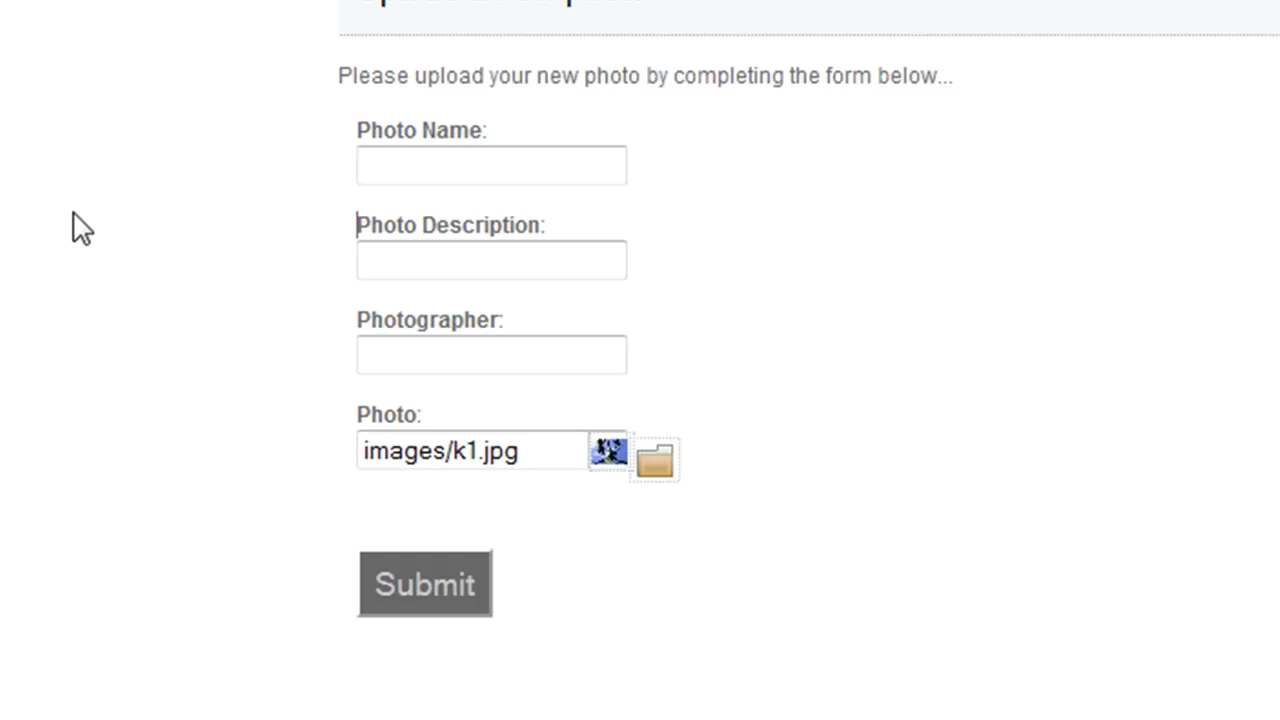 Please upload your new photo by completing the form below...
Photo Name:
Photo Description:
Photographer:
Photo:
images/k1.jpg
Submit